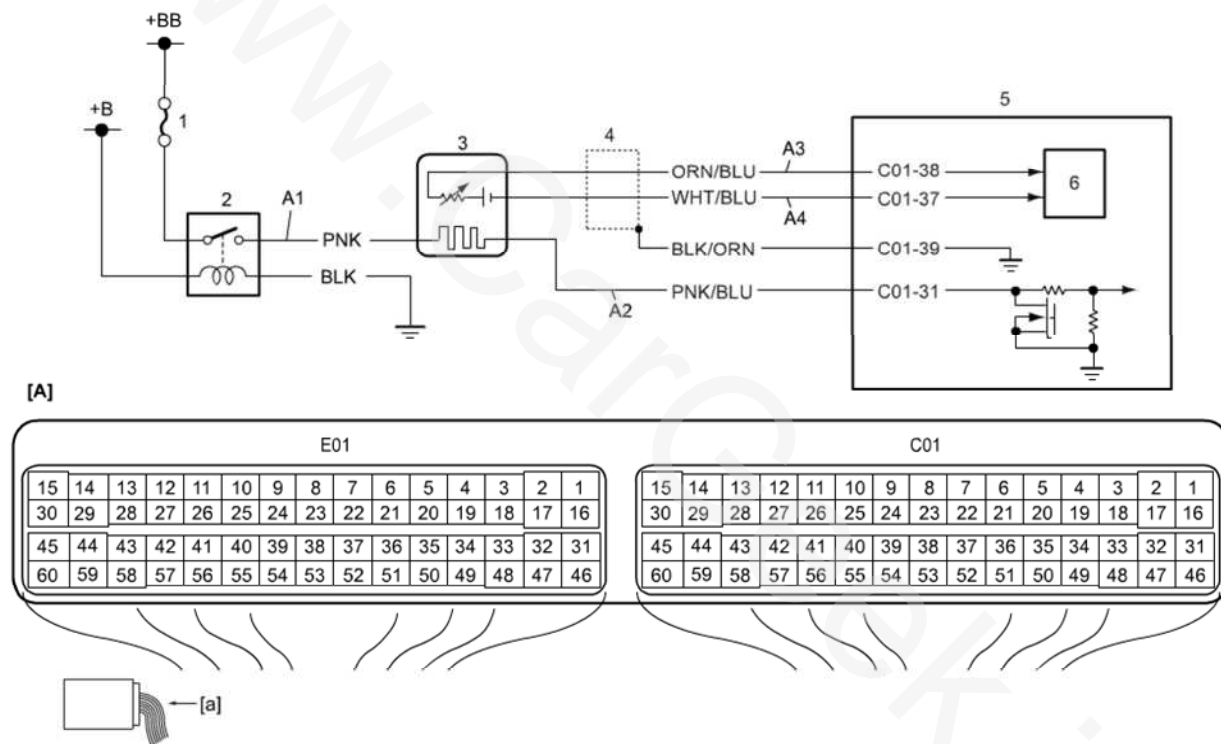 +BB
+B
1
2
A1
PNK
BLK
3
4
5
ORN/BLU
A3
C01-38
6
WHT/BLU
A4
C01-37
BLK/ORN
C01-39
PNK/BLU
A2
C01-31
[A]
E01
C01
15 14 13 12 11 10 9 8 7 6 5 4 3 2 1
30 29 28 27 26 25 24 23 22 21 20 19 18 17 16
45 44 43 42 41 40 39 38 37 36 35 34 33 32 31
60 59 58 57 56 55 54 53 52 51 50 49 48 47 46
15 14 13 12 11 10 9 8 7 6 5 4 3 2 1
30 29 28 27 26 25 24 23 22 21 20 19 18 17 16
45 44 43 42 41 40 39 38 37 36 35 34 33 32 31
60 59 58 57 56 55 54 53 52 51 50 49 48 47 46
[a]
www.CarGeek.